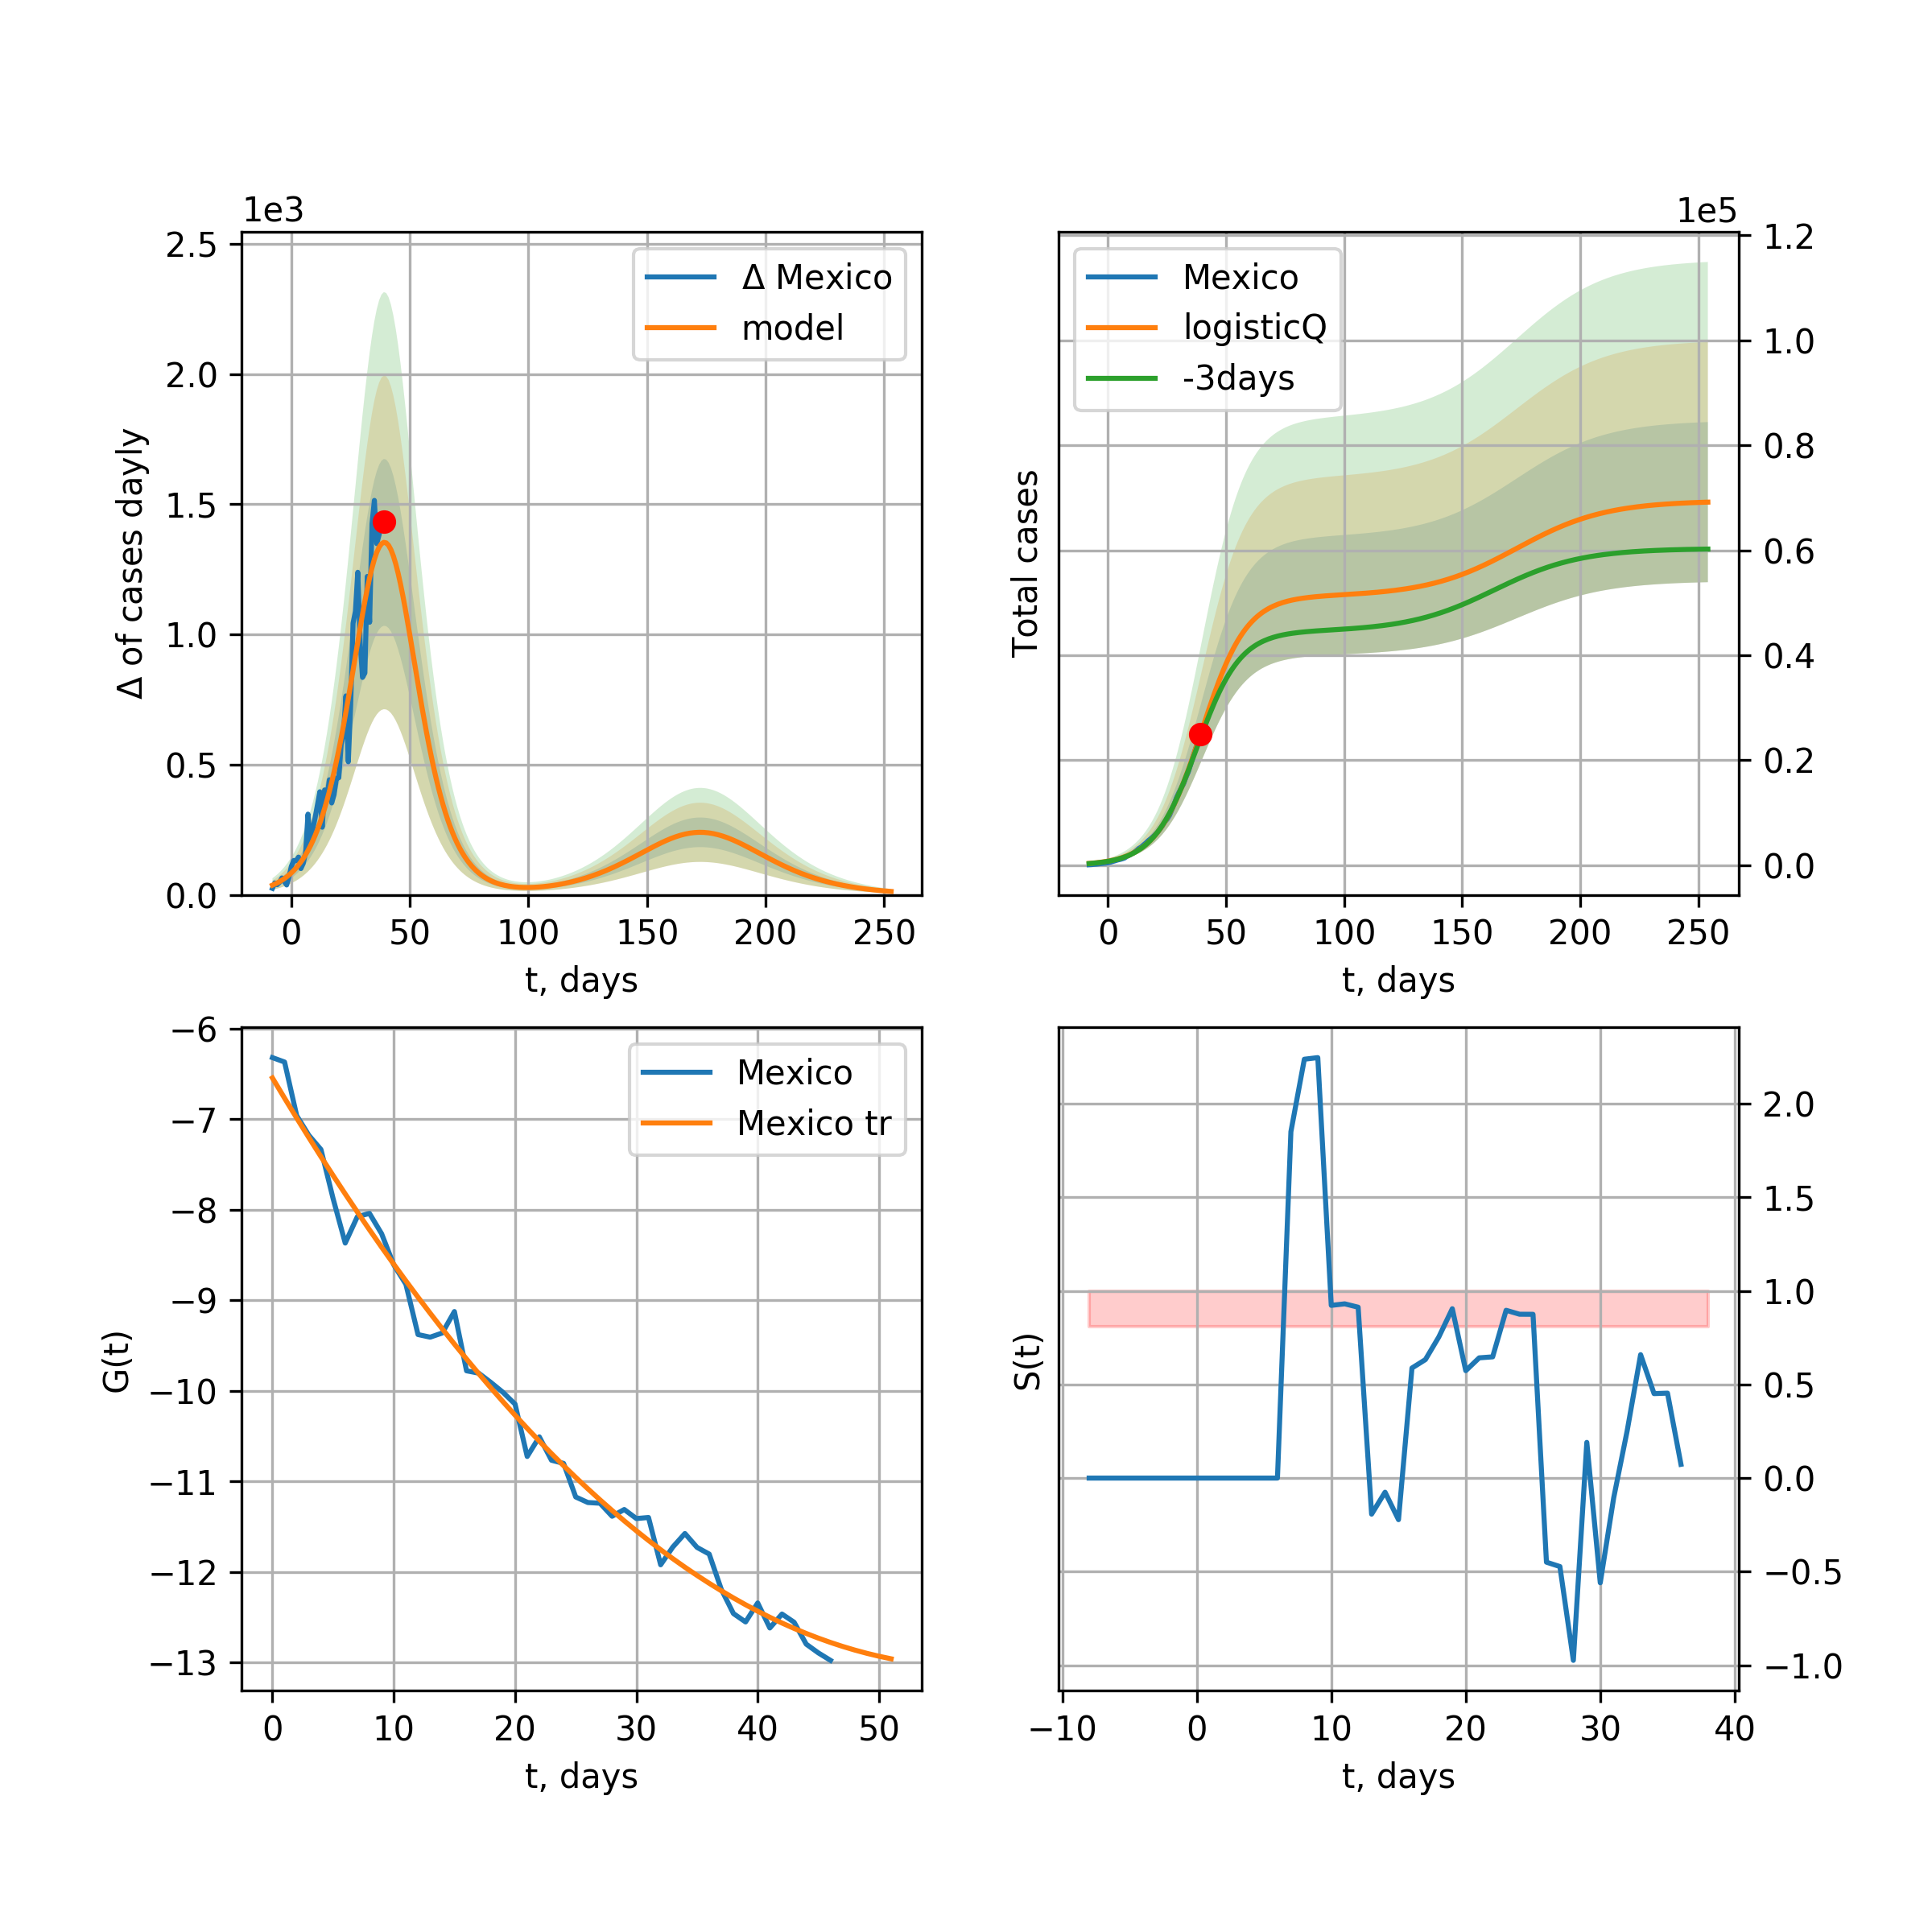 1e3
2.5
2.0
1.5
1.0
0.5
0.0
Δ of cases dayly
Δ Mexico
model
0 50 100 150 200 250
t, days
1e5
1.2
1.0
0.8
0.6
0.4
0.2
0.0
Total cases
Mexico
logisticQ
-3days
0 50 100 150 200 250
t, days
−6
−7
−8
−9
−10
−11
−12
−13
G(t)
Mexico
Mexico tr
0 10 20 30 40 50
t, days
S(t)
2.0
1.5
1.0
0.5
0.0
−0.5
−1.0
−10 0 10 20 30 40
t, days